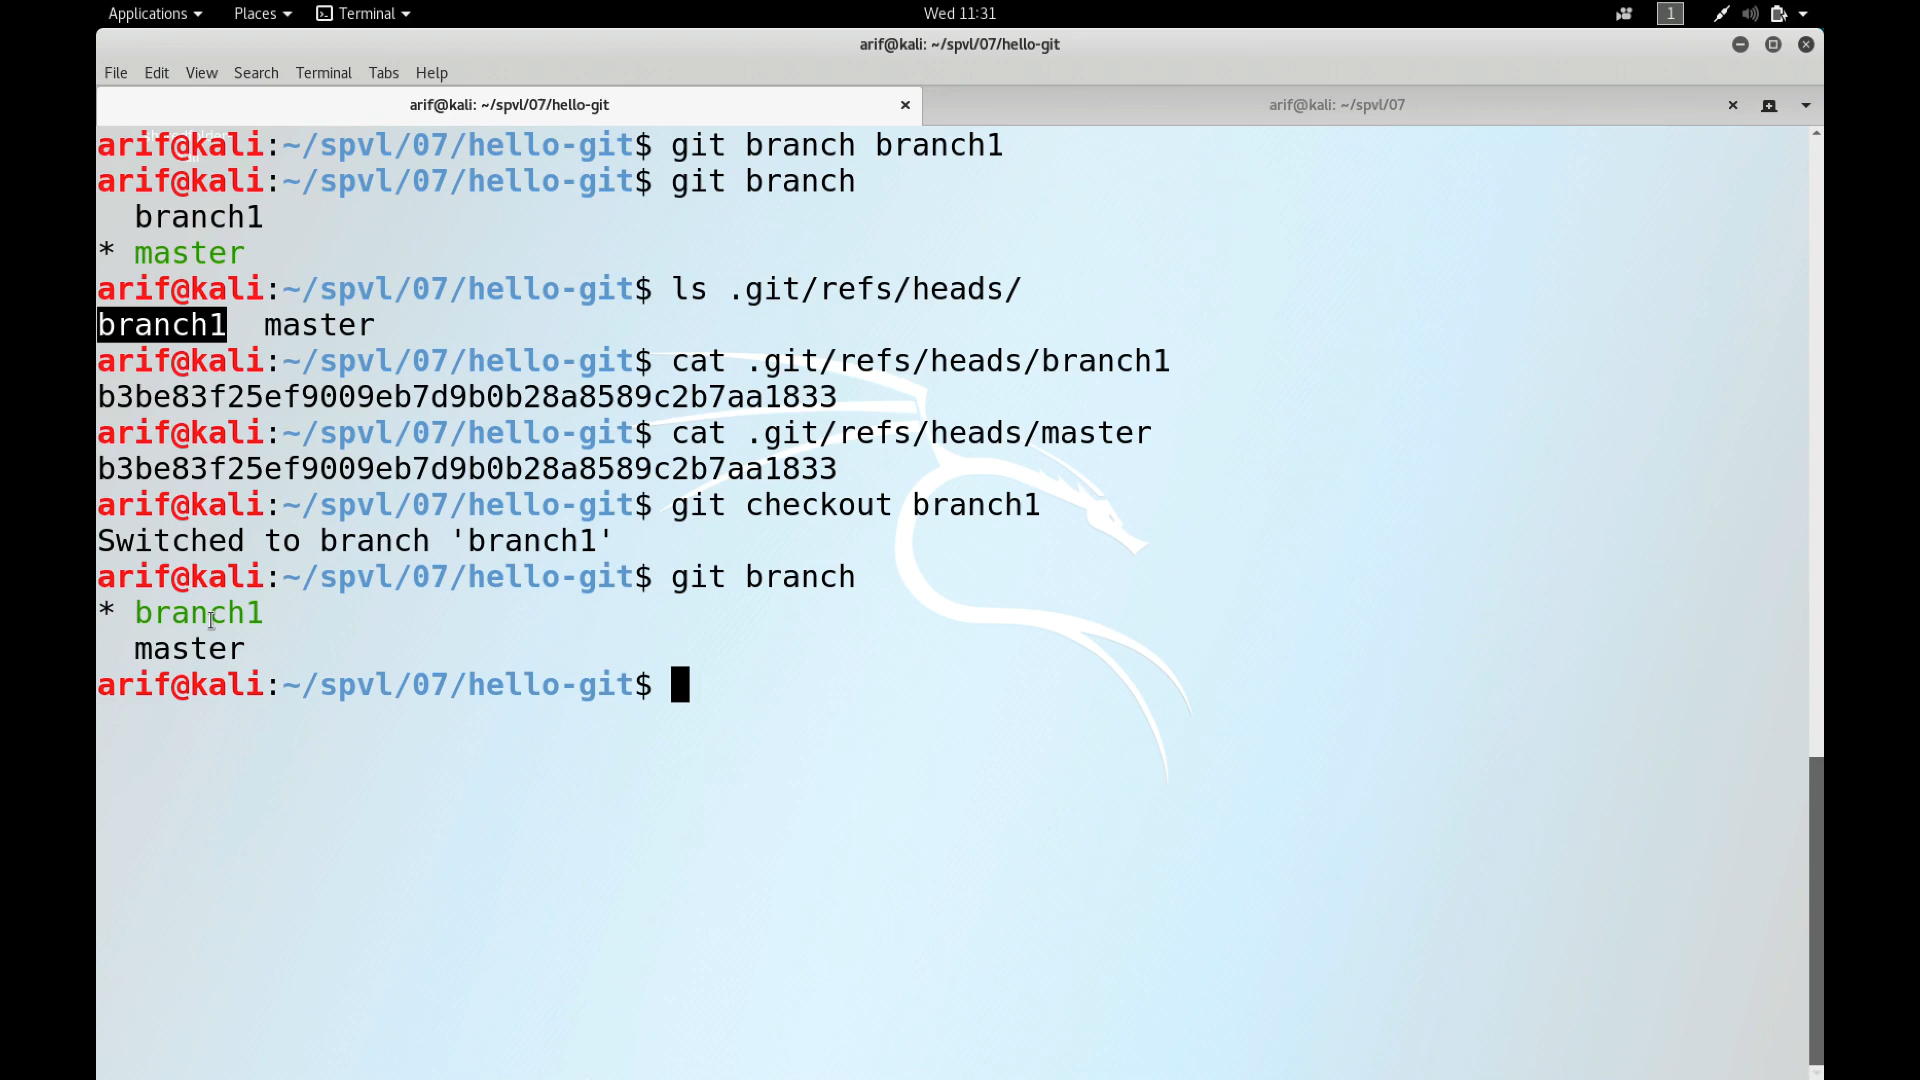 Applications Places Terminal Wed 11:31 1
arif@kali: ~/spvl/07/hello-git
File Edit View Search Terminal Tabs Help
arif@kali: ~/spvl/07/hello-git arif@kali: ~/spvl/07
arif@kali:~/spvl/07/hello-git$ git branch branch1
arif@kali:~/spvl/07/hello-git$ git branch
  branch1
* master
arif@kali:~/spvl/07/hello-git$ ls .git/refs/heads/
branch1  master
arif@kali:~/spvl/07/hello-git$ cat .git/refs/heads/branch1
b3be83f25ef9009eb7d9b0b28a8589c2b7aa1833
arif@kali:~/spvl/07/hello-git$ cat .git/refs/heads/master
b3be83f25ef9009eb7d9b0b28a8589c2b7aa1833
arif@kali:~/spvl/07/hello-git$ git checkout branch1
Switched to branch 'branch1'
arif@kali:~/spvl/07/hello-git$ git branch
* branch1
  master
arif@kali:~/spvl/07/hello-git$